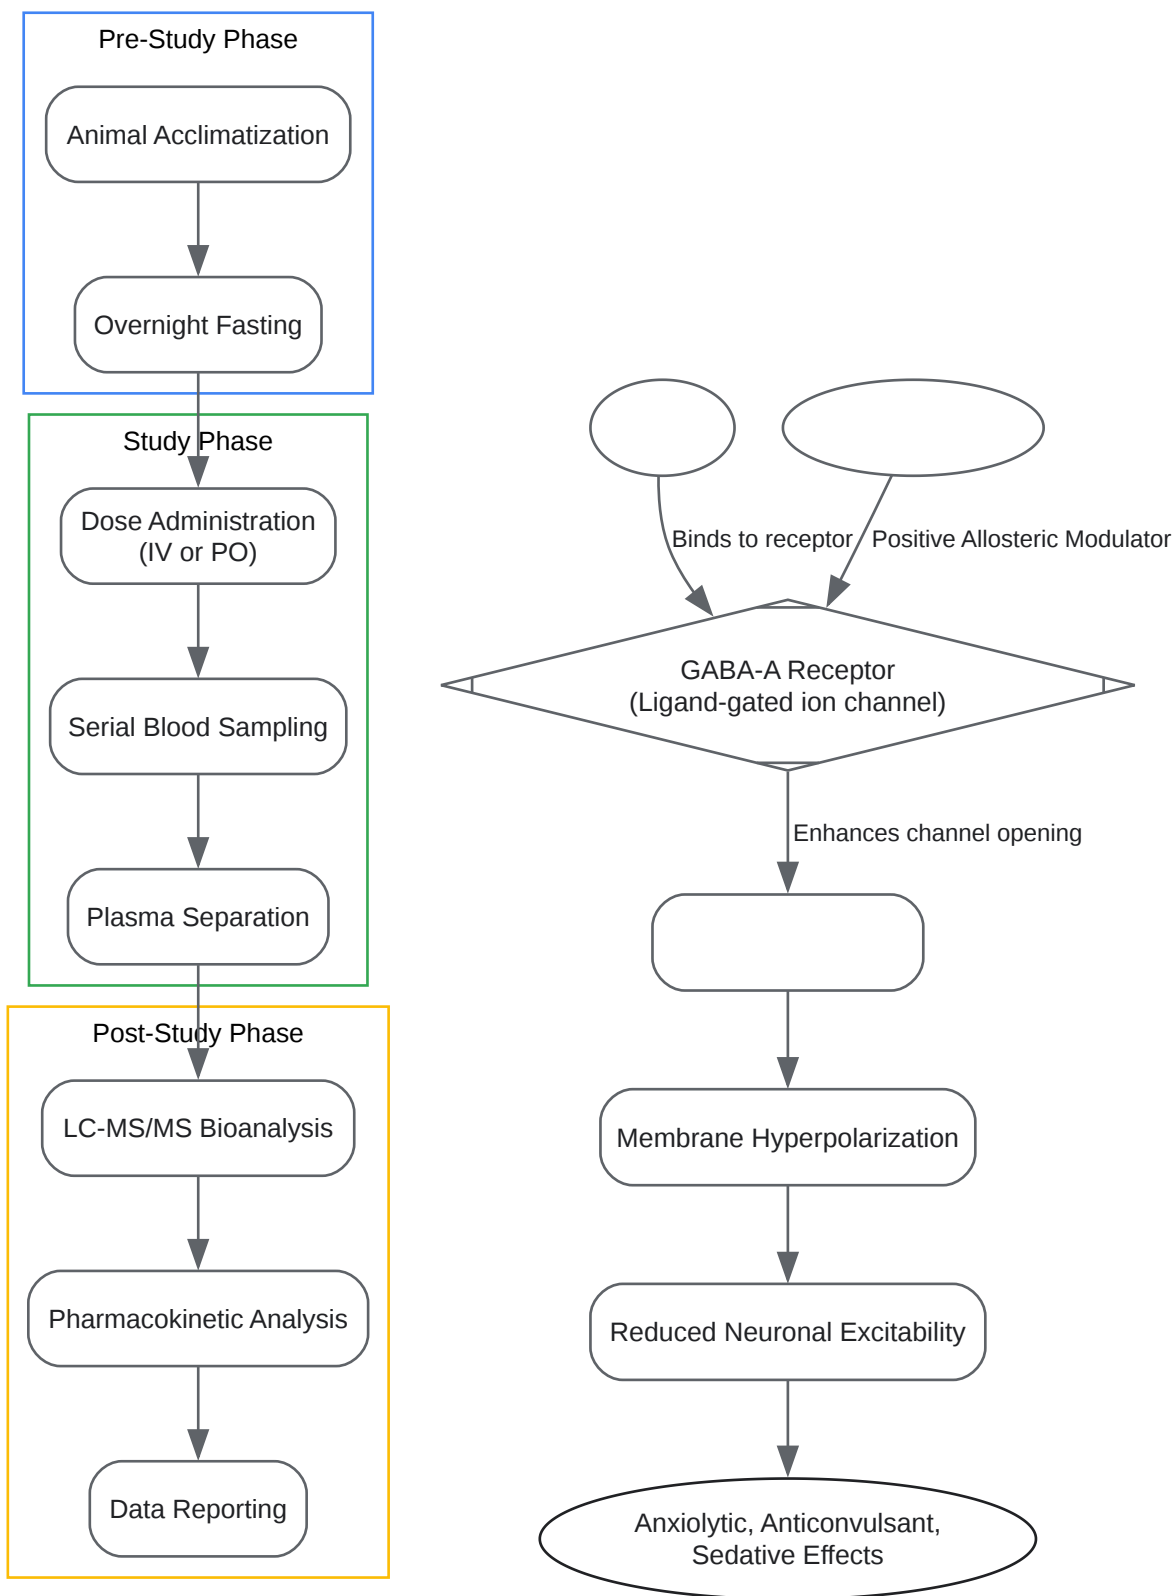 Pre-Study Phase
Animal Acclimatization
Overnight Fasting
Study Phase
Dose Administration
(IV or PO)
Serial Blood Sampling
Plasma Separation
Post-Study Phase
LC-MS/MS Bioanalysis
Pharmacokinetic Analysis
Data Reporting
Binds to receptor
Positive Allosteric Modulator
GABA-A Receptor
(Ligand-gated ion channel)
Enhances channel opening
Membrane Hyperpolarization
Reduced Neuronal Excitability
Anxiolytic, Anticonvulsant,
Sedative Effects